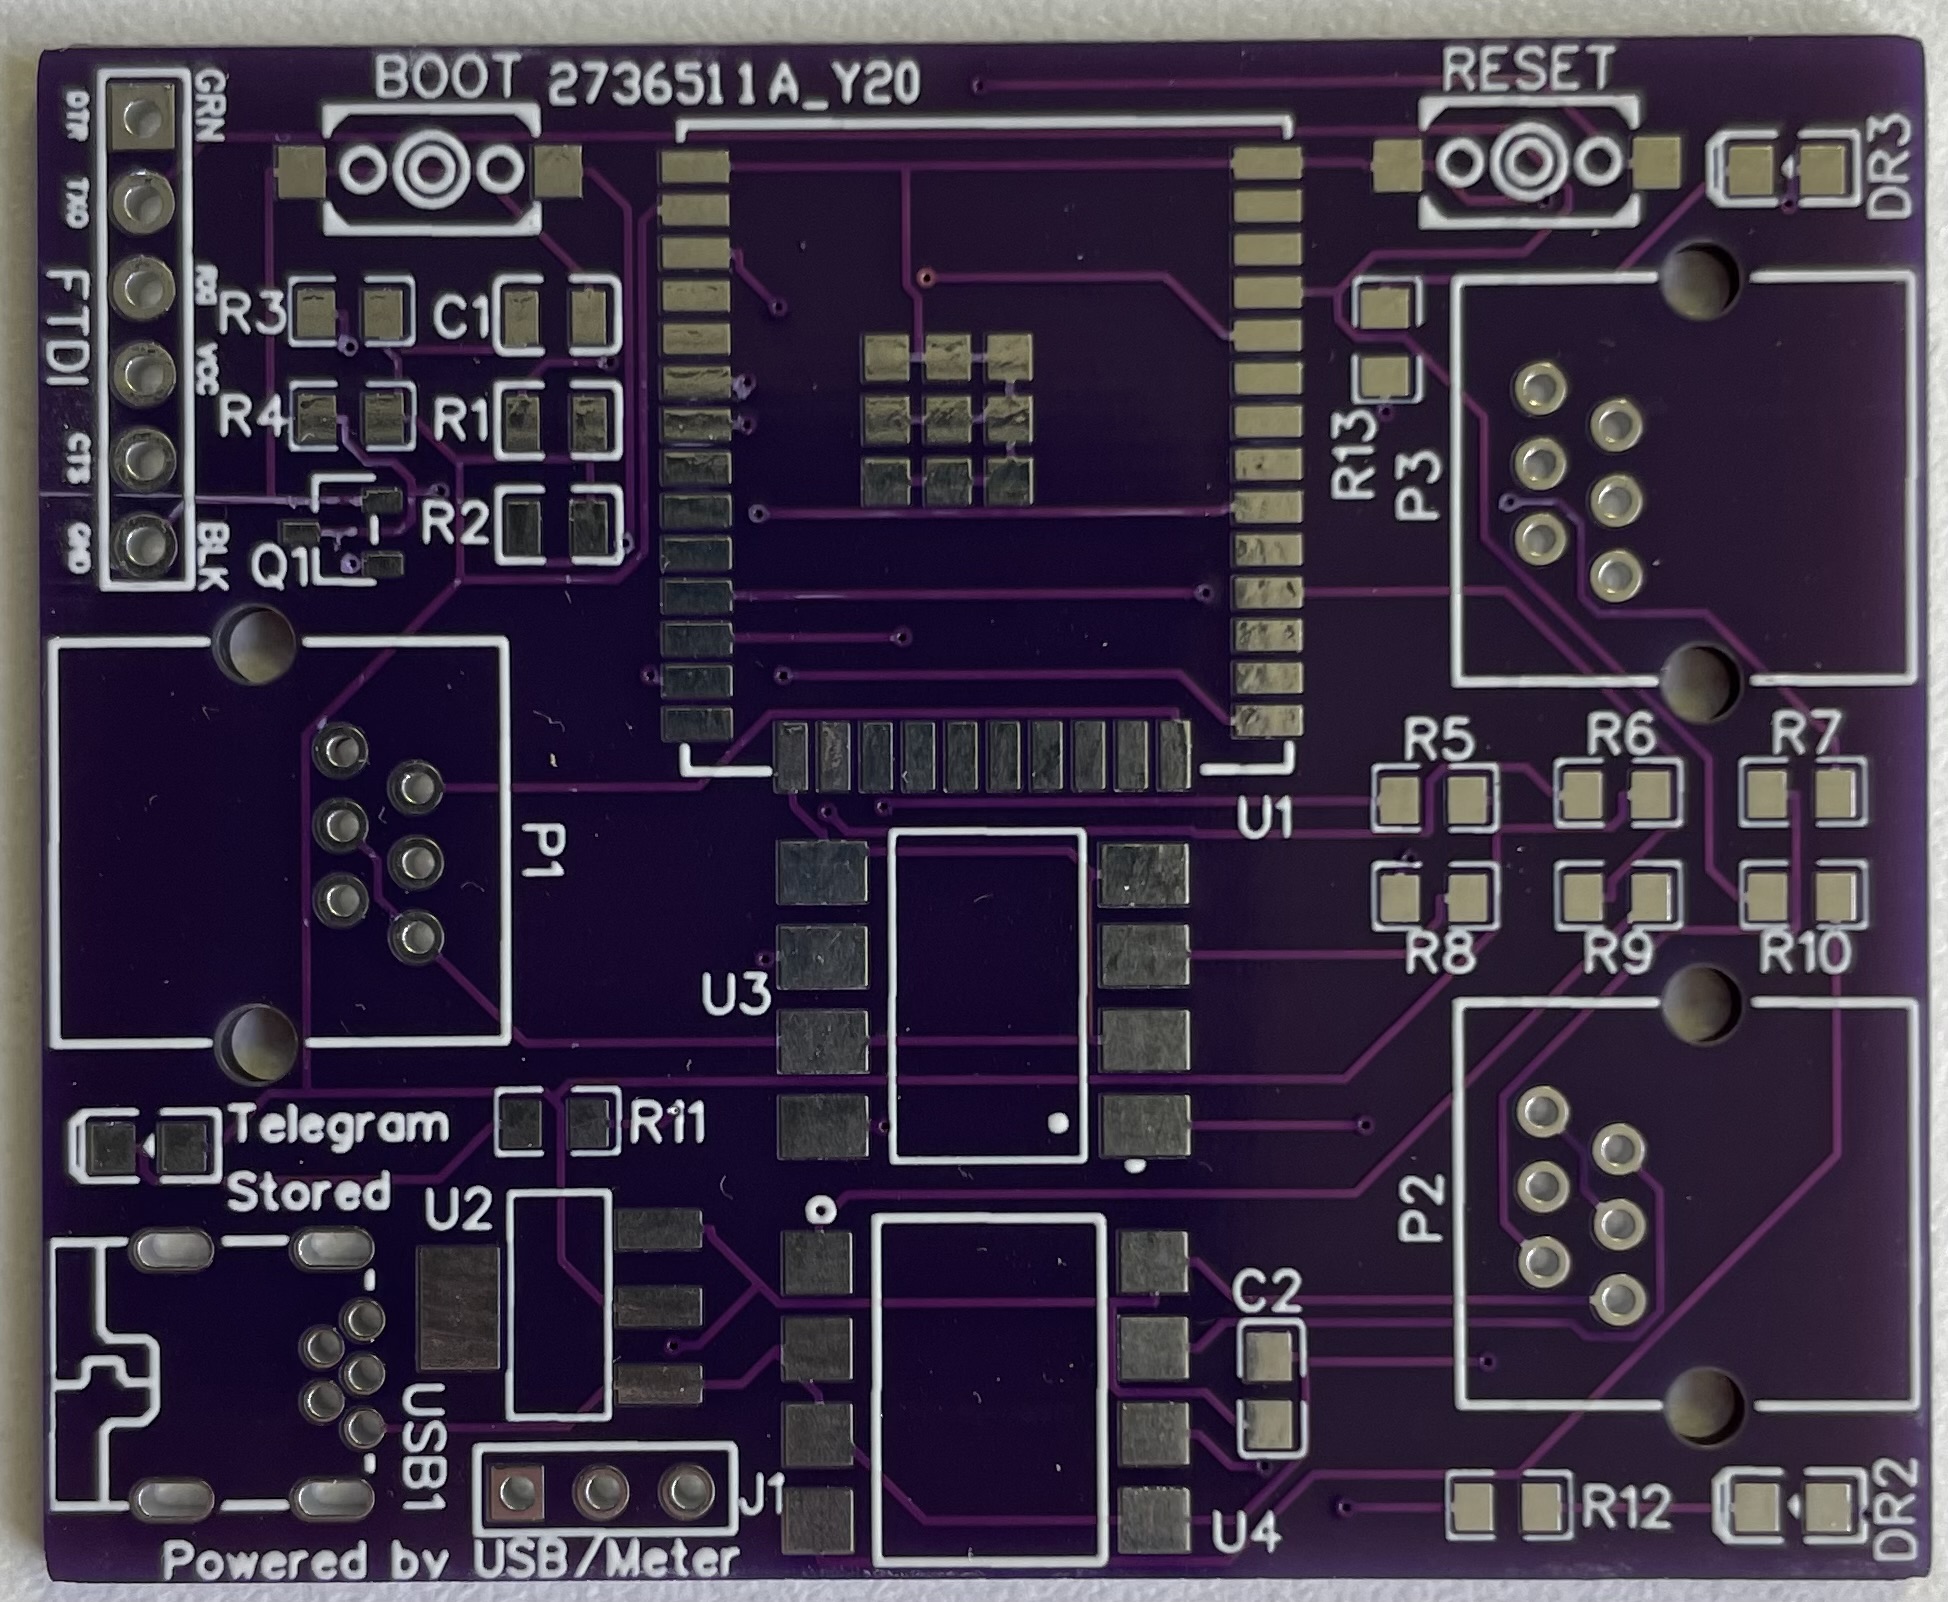 BOOT 2736511A_Y20
RESET
GRN
DTR
TXO
RX0
VCC
CTS
GND
BLK
FTDI
DR3
R3
C1
R4
R1
R2
Q1
R13
P3
P1
R5
R6
R7
U1
R8
R9
R10
U3
Telegram
Stored
R11
U2
P2
C2
USB1
J1
U4
R12
DR2
Powered by USB/Meter